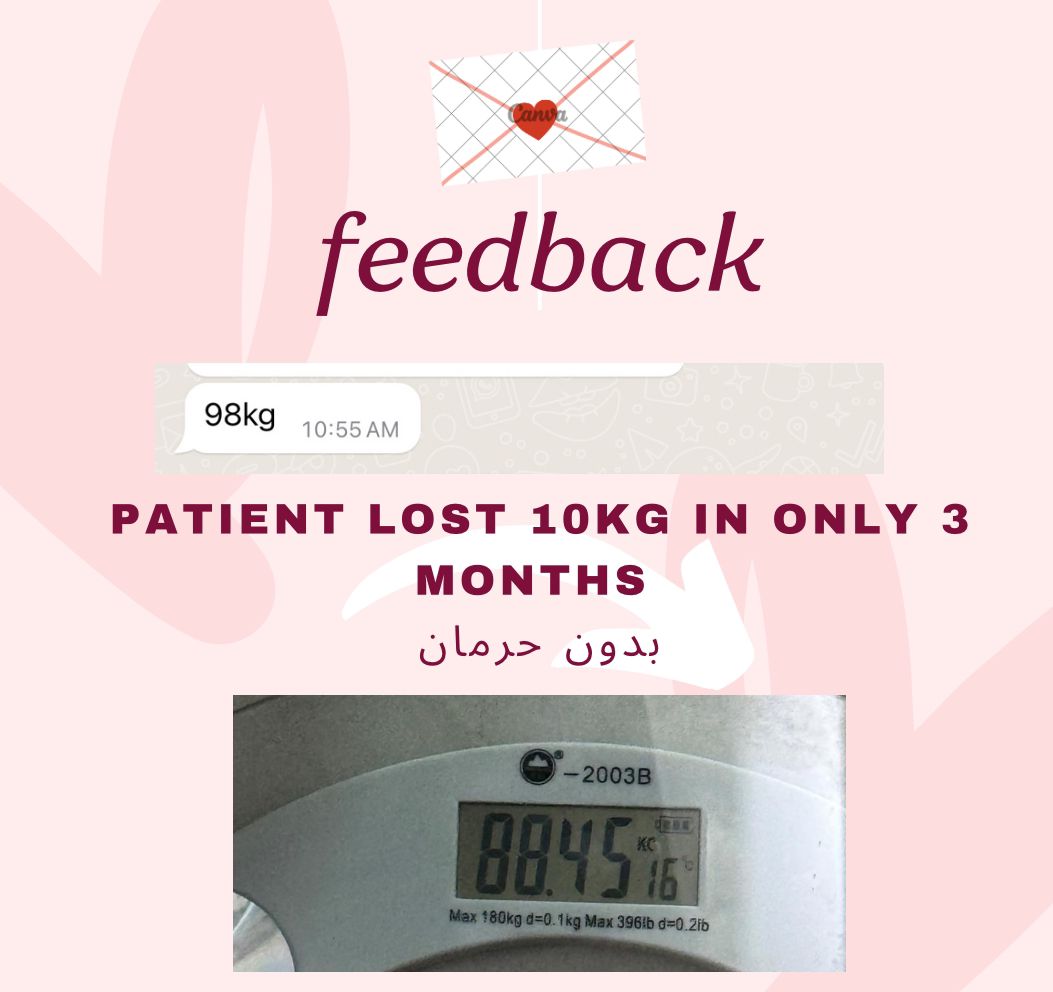 Canva
feedback
98kg
10:55 AM
PATIENT LOST 10KG IN ONLY 3
MONTHS
بدون حرمان
®
-2003B
88.45 KG 16 °C
Max 180kg d=0.1kg Max 396lb d=0.2lb